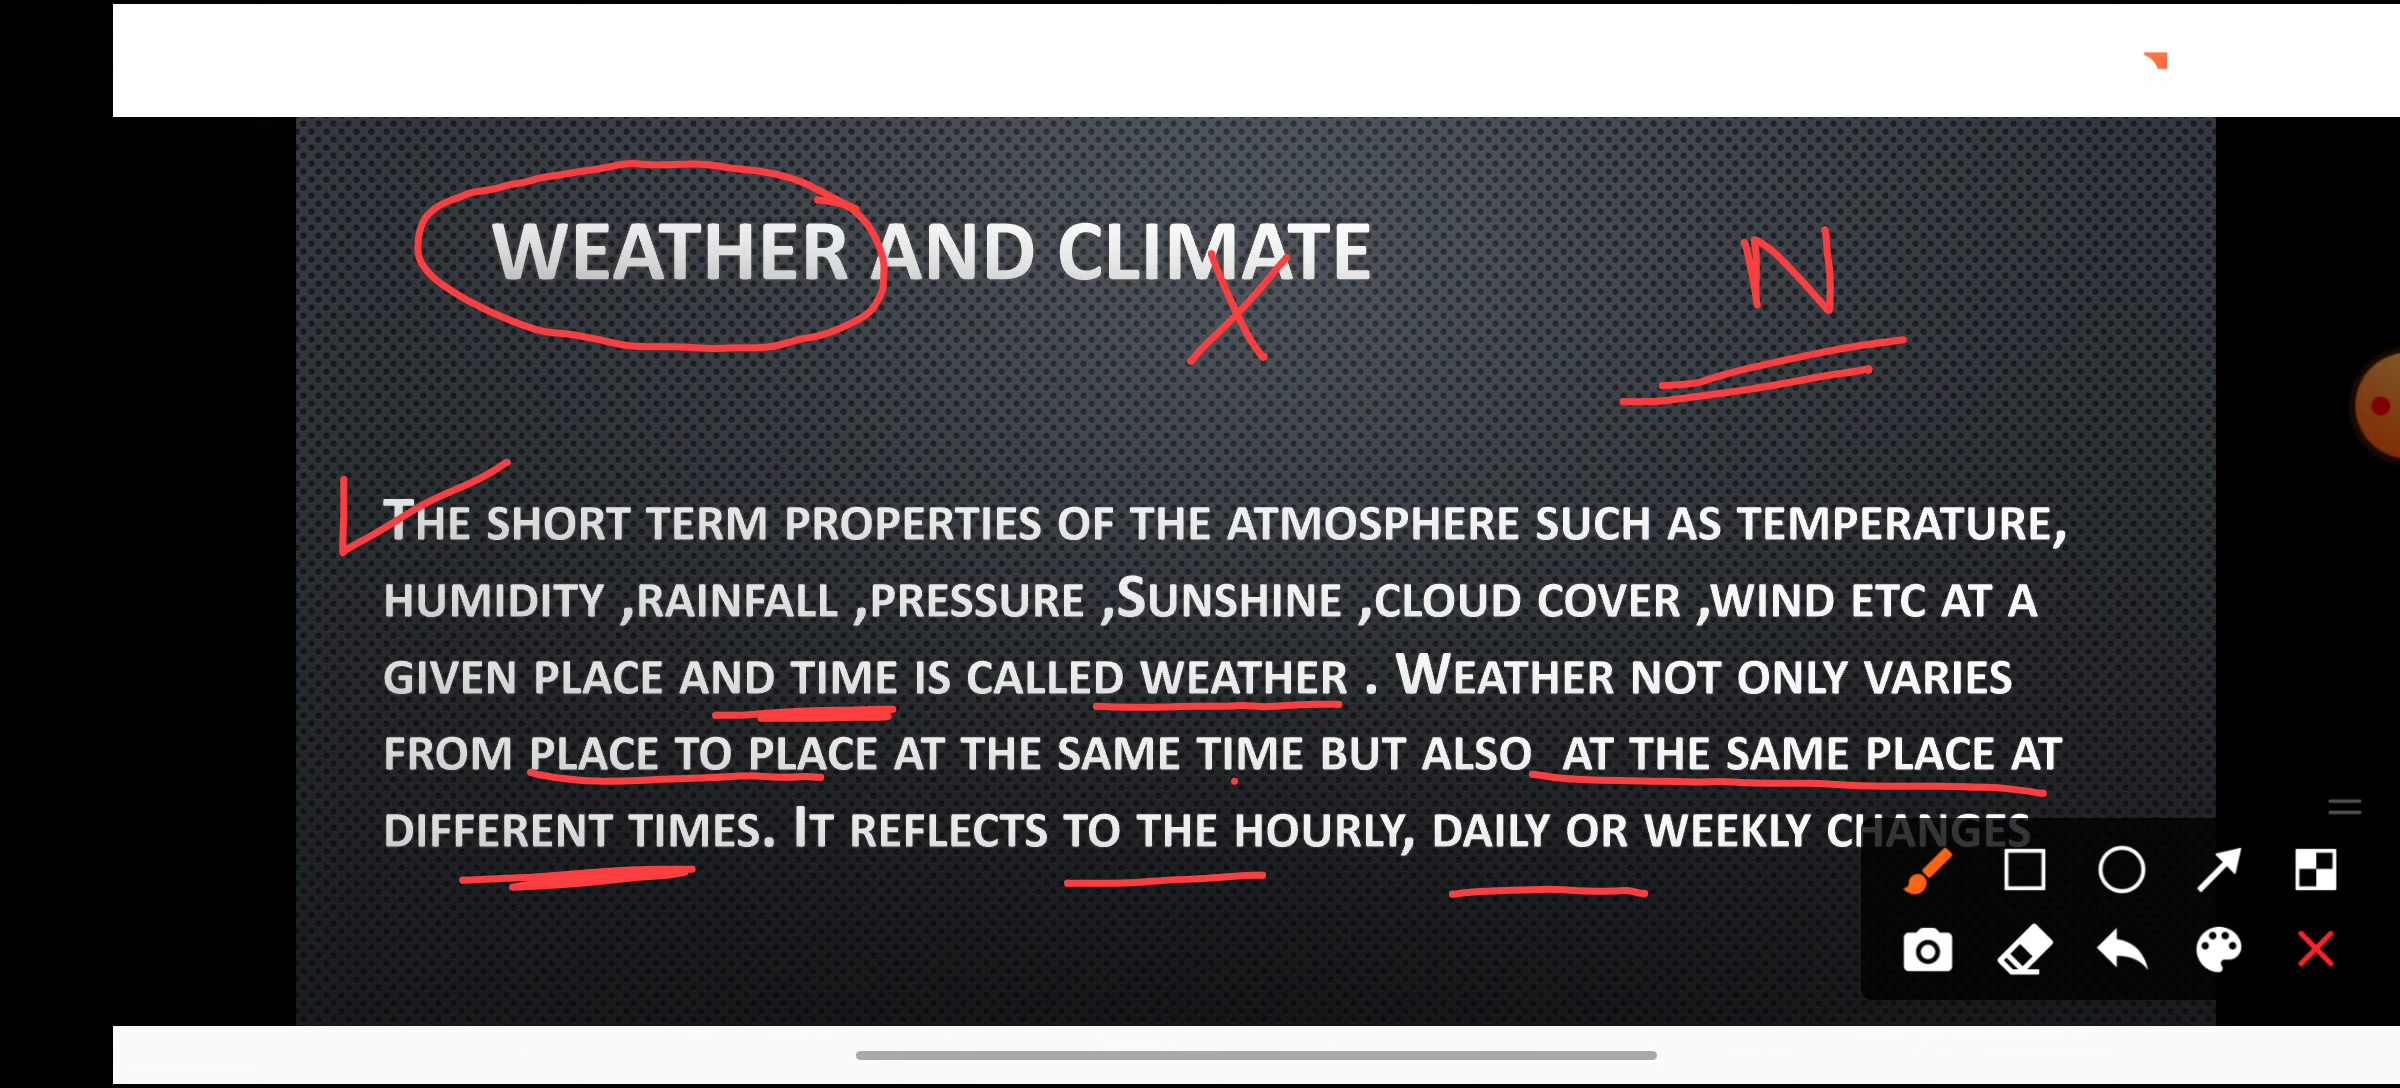 WEATHER AND CLIMATE
N
THE SHORT TERM PROPERTIES OF THE ATMOSPHERE SUCH AS TEMPERATURE,
HUMIDITY ,RAINFALL ,PRESSURE ,SUNSHINE ,CLOUD COVER ,WIND ETC AT A
GIVEN PLACE AND TIME IS CALLED WEATHER . WEATHER NOT ONLY VARIES
FROM PLACE TO PLACE AT THE SAME TIME BUT ALSO AT THE SAME PLACE AT
DIFFERENT TIMES. IT REFLECTS TO THE HOURLY, DAILY OR WEEKLY CHANGES